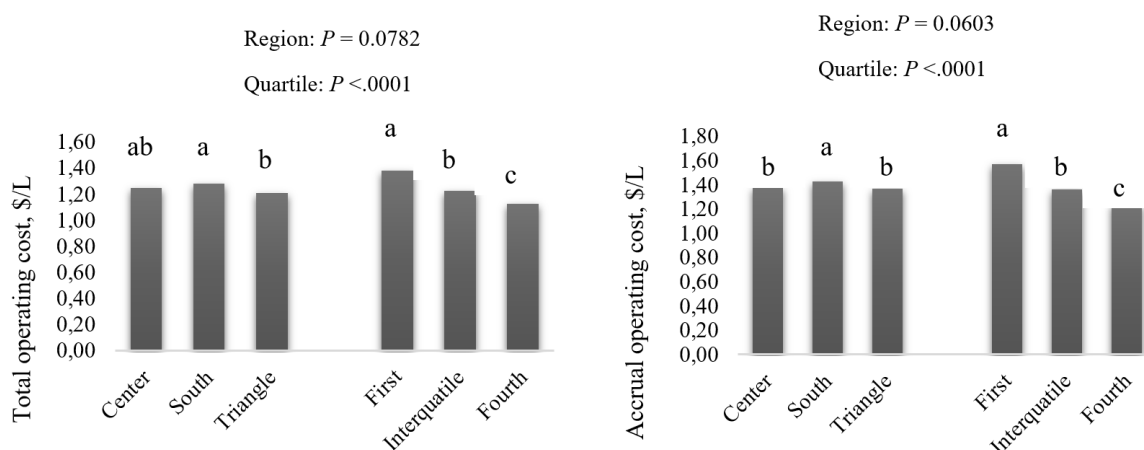 Region: P = 0.0782
Quartile: P <.0001
Total operating cost, $/L
1,60
1,40
1,20
1,00
0,80
0,60
0,40
0,20
0,00
ab
a
b
a
b
c
Center
South
Triangle
First
Interquatile
Fourth
Region: P = 0.0603
Quartile: P <.0001
Accrual operating cost, $/L
1,80
1,60
1,40
1,20
1,00
0,80
0,60
0,40
0,20
0,00
b
a
b
a
b
c
Center
South
Triangle
First
Interquatile
Fourth